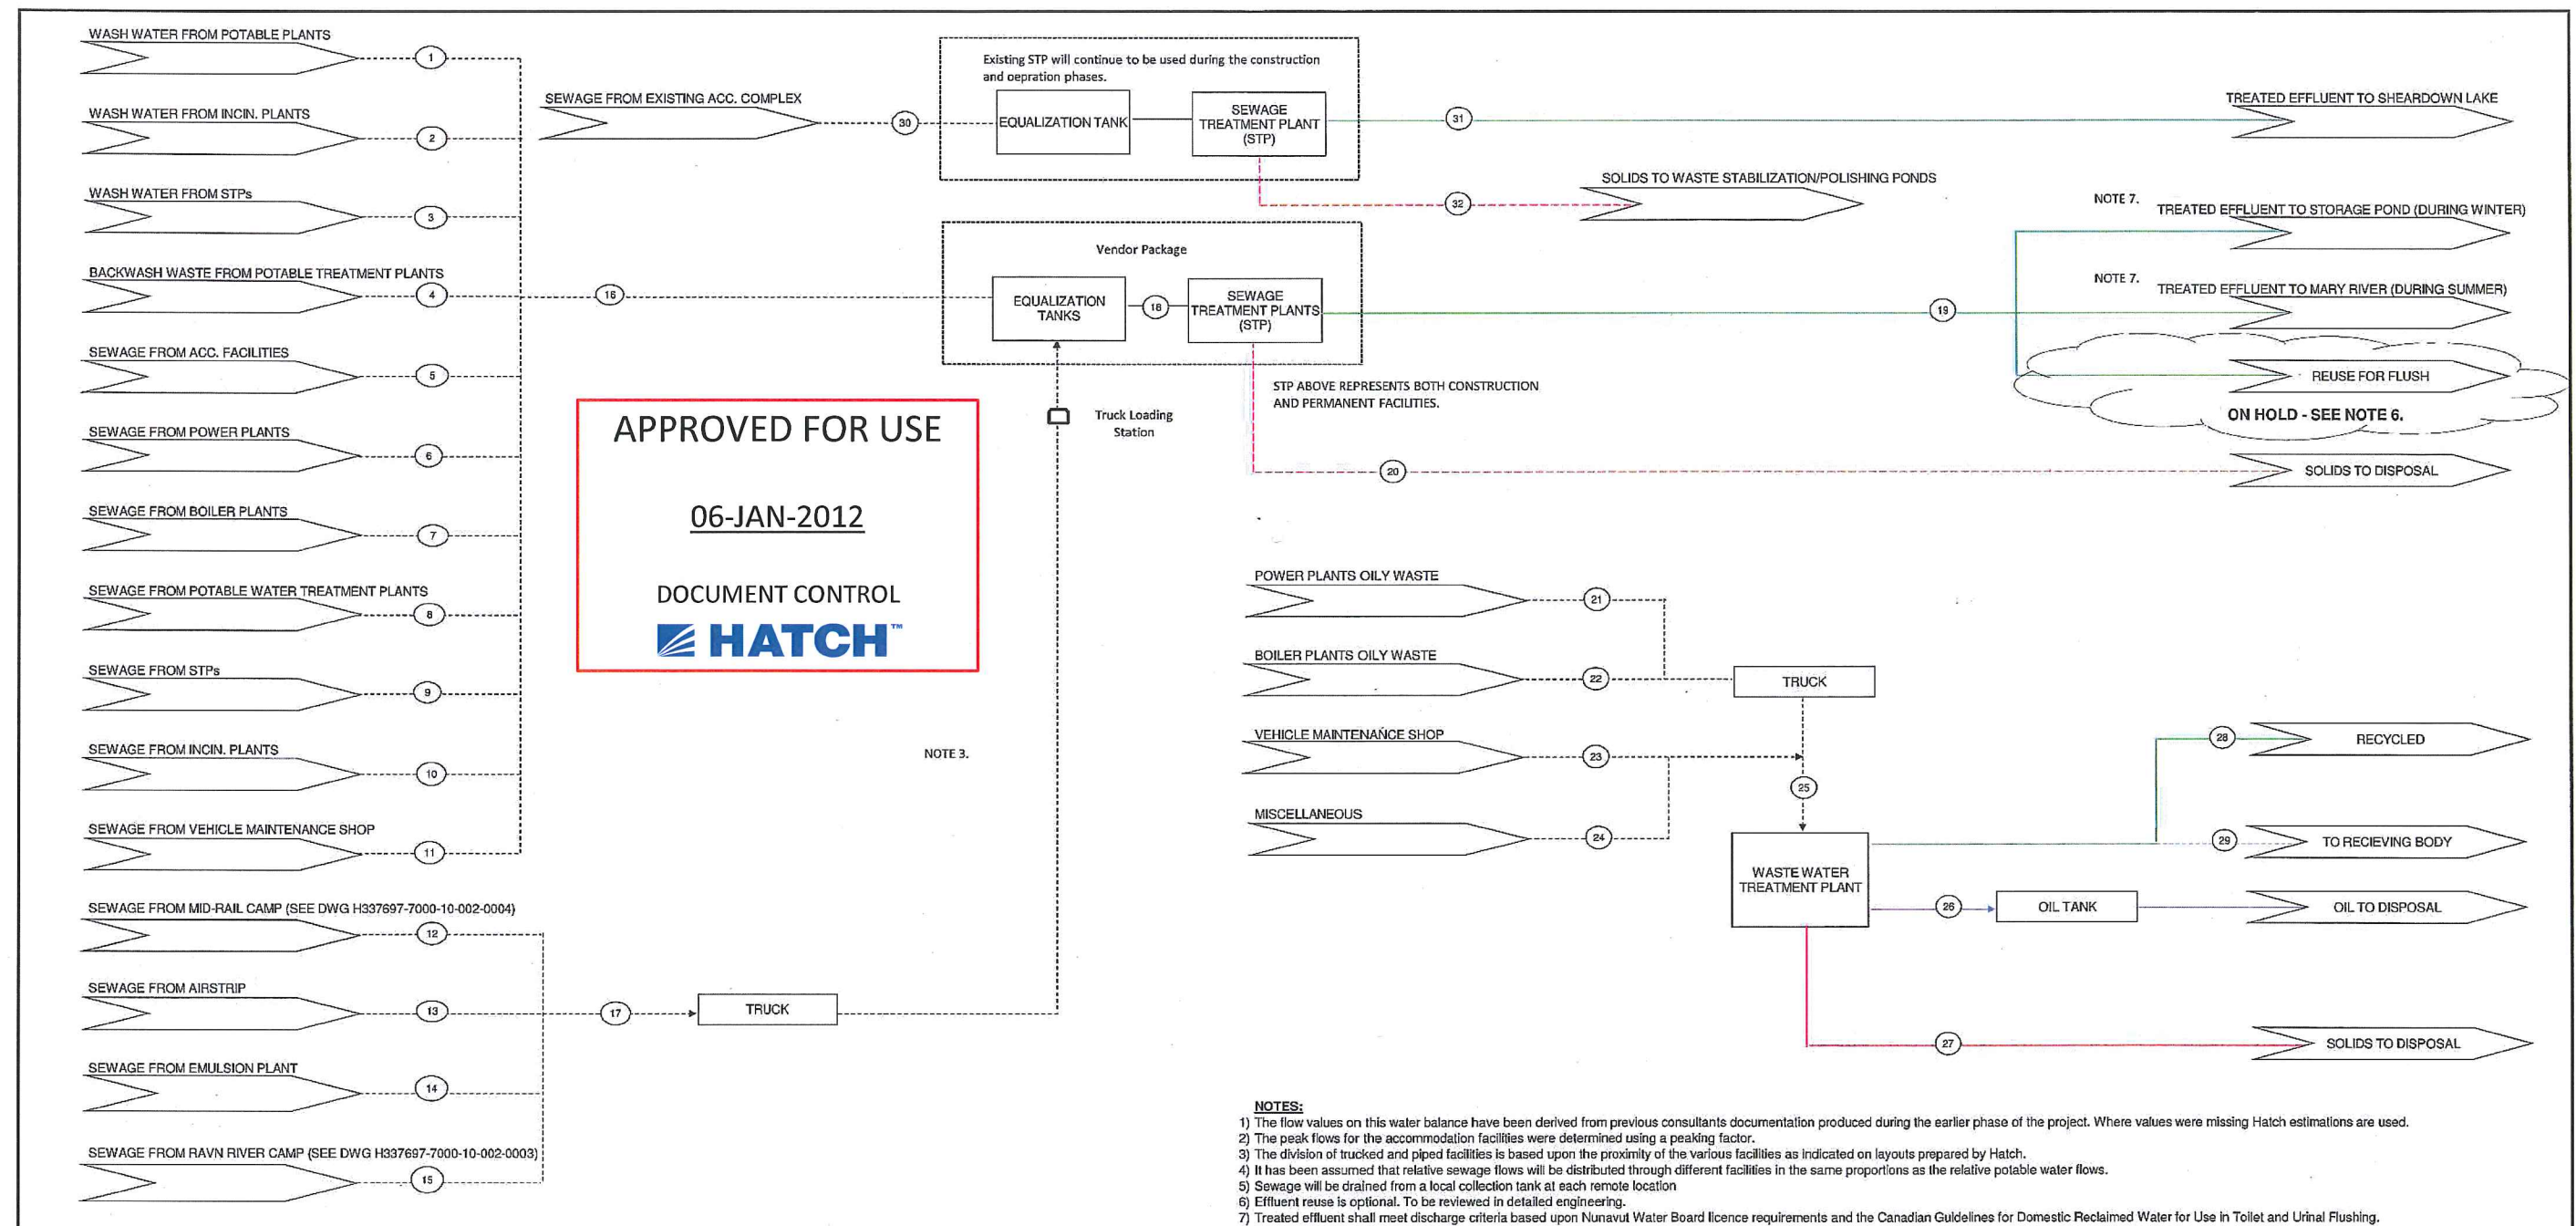 WASH WATER FROM POTABLE PLANTS
1
WASH WATER FROM INCIN. PLANTS
2
WASH WATER FROM STPs
3
BACKWASH WASTE FROM POTABLE TREATMENT PLANTS
4
16
SEWAGE FROM ACC. FACILITIES
5
SEWAGE FROM POWER PLANTS
6
SEWAGE FROM BOILER PLANTS
7
SEWAGE FROM POTABLE WATER TREATMENT PLANTS
8
SEWAGE FROM STPs
9
SEWAGE FROM INCIN. PLANTS
10
SEWAGE FROM VEHICLE MAINTENANCE SHOP
11
SEWAGE FROM MID-RAIL CAMP (SEE DWG H337697-7000-10-002-0004)
12
SEWAGE FROM AIRSTRIP
13
17
TRUCK
SEWAGE FROM EMULSION PLANT
14
SEWAGE FROM RAVN RIVER CAMP (SEE DWG H337697-7000-10-002-0003)
15
SEWAGE FROM EXISTING ACC. COMPLEX
30
Existing STP will continue to be used during the construction
and oepration phases.
EQUALIZATION TANK
SEWAGE
TREATMENT PLANT
(STP)
31
TREATED EFFLUENT TO SHEARDOWN LAKE
32
SOLIDS TO WASTE STABILIZATION/POLISHING PONDS
Vendor Package
EQUALIZATION
TANKS
18
SEWAGE
TREATMENT PLANTS
(STP)
19
NOTE 7.
TREATED EFFLUENT TO STORAGE POND (DURING WINTER)
NOTE 7.
TREATED EFFLUENT TO MARY RIVER (DURING SUMMER)
REUSE FOR FLUSH
ON HOLD - SEE NOTE 6.
STP ABOVE REPRESENTS BOTH CONSTRUCTION
AND PERMANENT FACILITIES.
20
SOLIDS TO DISPOSAL
Truck Loading
Station
APPROVED FOR USE
06-JAN-2012
DOCUMENT CONTROL
HATCH™
NOTE 3.
POWER PLANTS OILY WASTE
21
BOILER PLANTS OILY WASTE
22
TRUCK
VEHICLE MAINTENANCE SHOP
23
25
MISCELLANEOUS
24
WASTE WATER
TREATMENT PLANT
28
RECYCLED
29
TO RECIEVING BODY
26
OIL TANK
OIL TO DISPOSAL
27
SOLIDS TO DISPOSAL
NOTES:
1) The flow values on this water balance have been derived from previous consultants documentation produced during the earlier phase of the project. Where values were missing Hatch estimations are used.
2) The peak flows for the accommodation facilities were determined using a peaking factor.
3) The division of trucked and piped facilities is based upon the proximity of the various facilities as indicated on layouts prepared by Hatch.
4) It has been assumed that relative sewage flows will be distributed through different facilities in the same proportions as the relative potable water flows.
5) Sewage will be drained from a local collection tank at each remote location
6) Effluent reuse is optional. To be reviewed in detailed engineering.
7) Treated effluent shall meet discharge criteria based upon Nunavut Water Board licence requirements and the Canadian Guidelines for Domestic Reclaimed Water for Use in Toilet and Urinal Flushing.